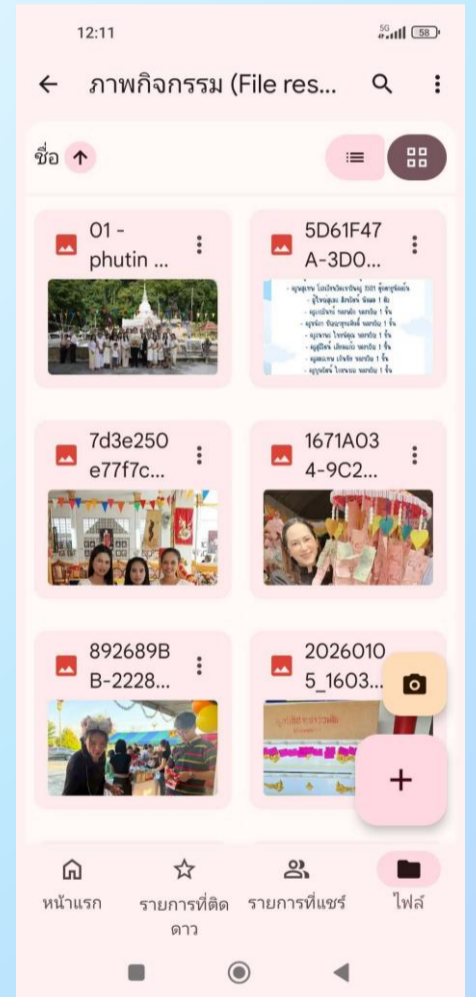 12:11
5G
58
ภาพกิจกรรม (File res...
ชื่อ
01 -
phutin ...
5D61F47
A-3D0...
7d3e250
e77f7c...
1671A03
4-9C2...
892689B
B-2228...
2026010
5_1603...
หน้าแรก
รายการที่ติด
ดาว
รายการที่แชร์
ไฟล์